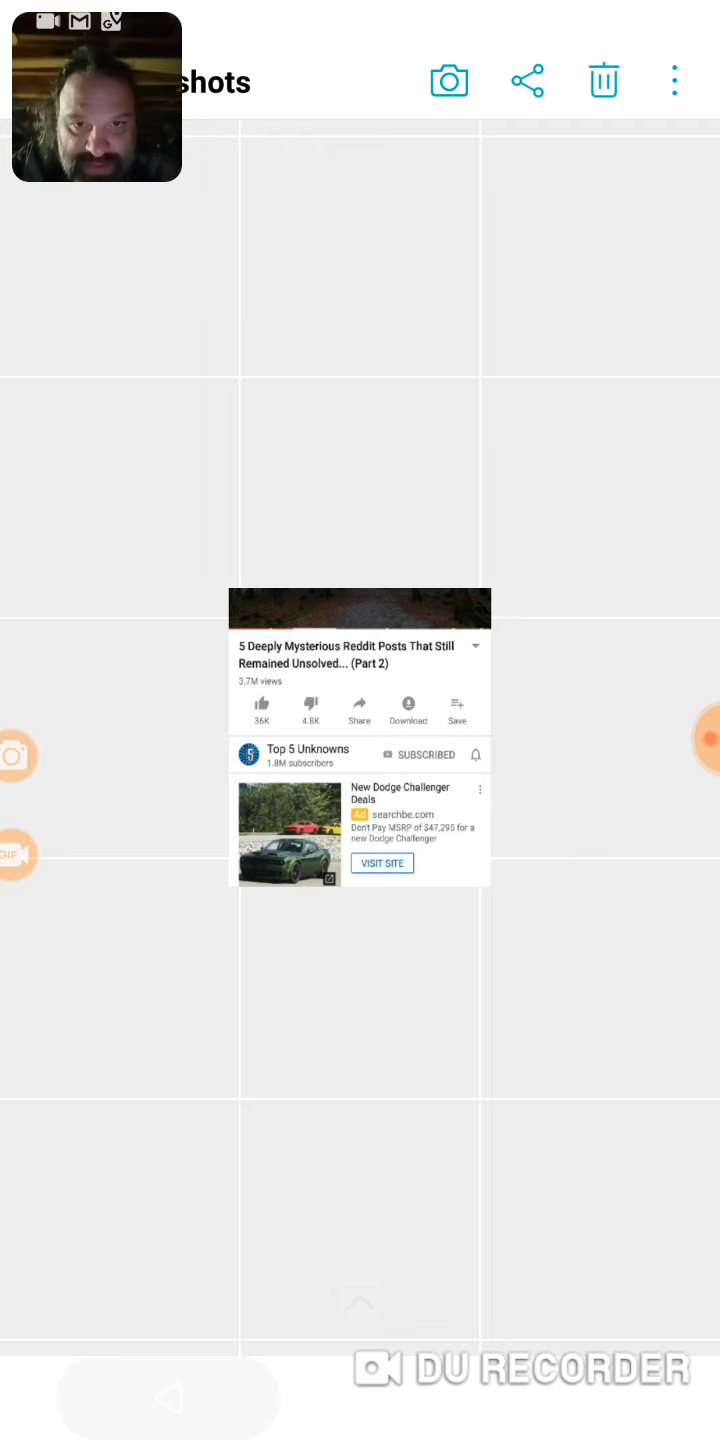 shots
5 Deeply Mysterious Reddit Posts That Still
Remained Unsolved... (Part 2)
3.7M views
36K 4.8K Share Download Save
Top 5 Unknowns
1.8M subscribers
SUBSCRIBED
New Dodge Challenger
Deals
Ad searchbe.com
Don't Pay MSRP of $47,295 for a
new Dodge Challenger
VISIT SITE
GIF
DU RECORDER